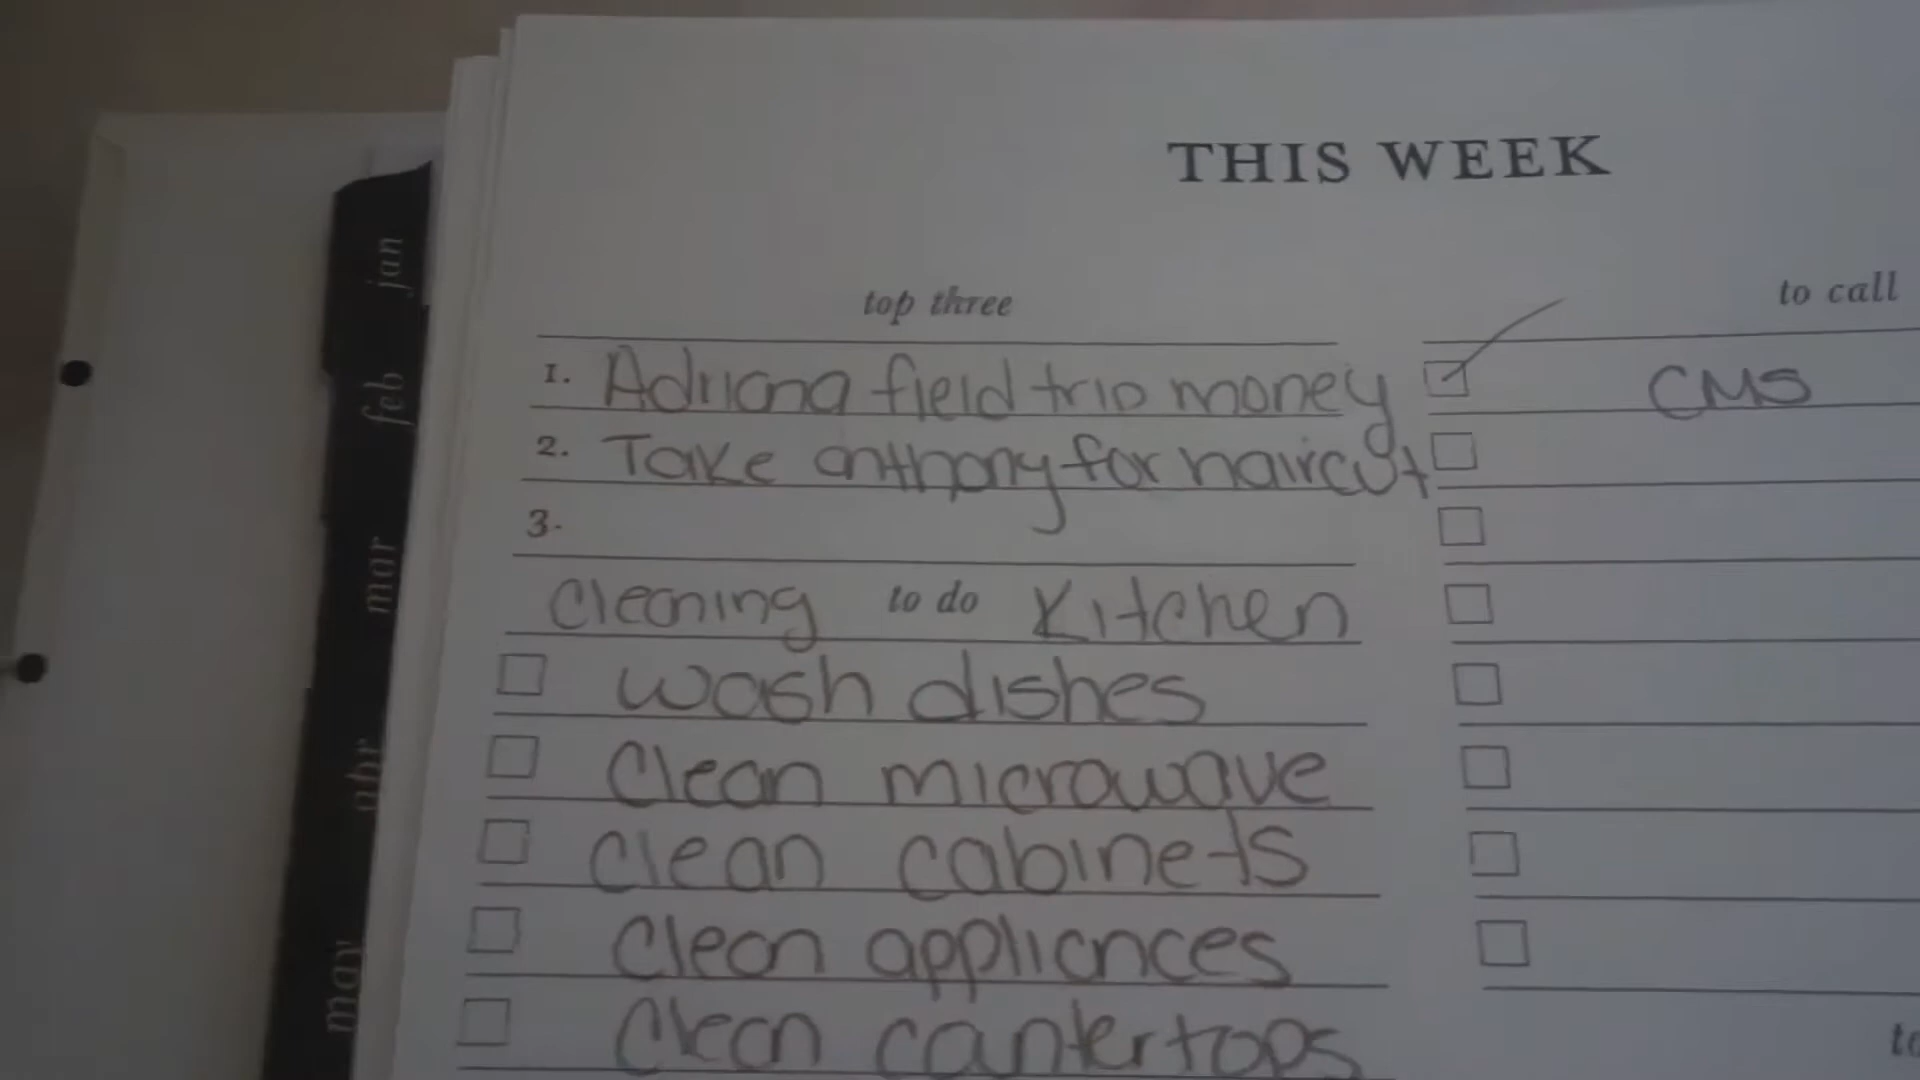 THIS WEEK
top three
1. Adriana field trip money
2. Take anthony for haircut
3.
Cleaning to do Kitchen
wash dishes
clean microwave
clean cabinets
clean appliances
clean cantertops
to call
CMS
jan
feb
mar
apr
may